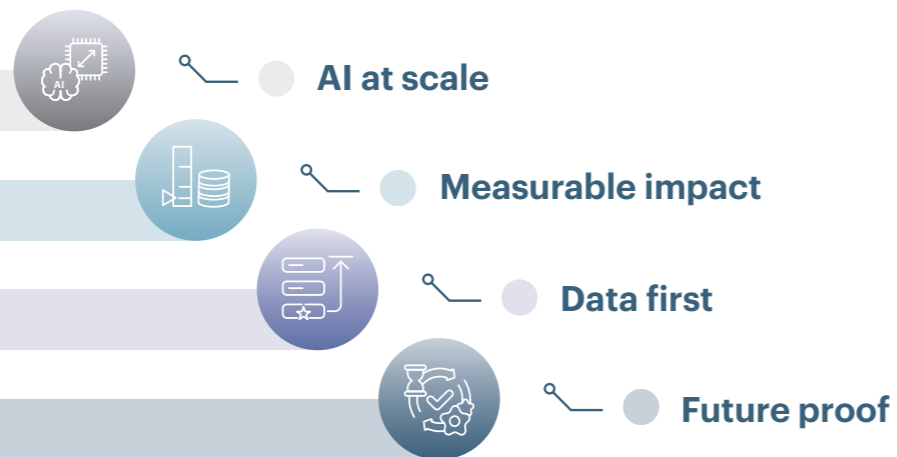 AI
AI at scale
Measurable impact
Data first
Future proof